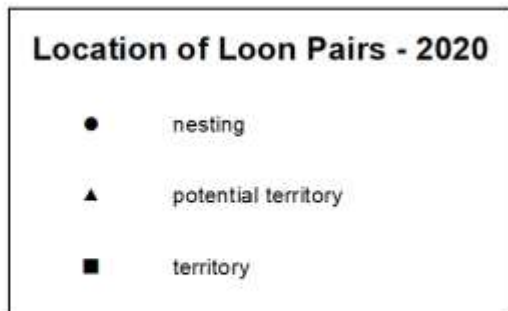 Location of Loon Pairs - 2020
nesting
potential territory
territory